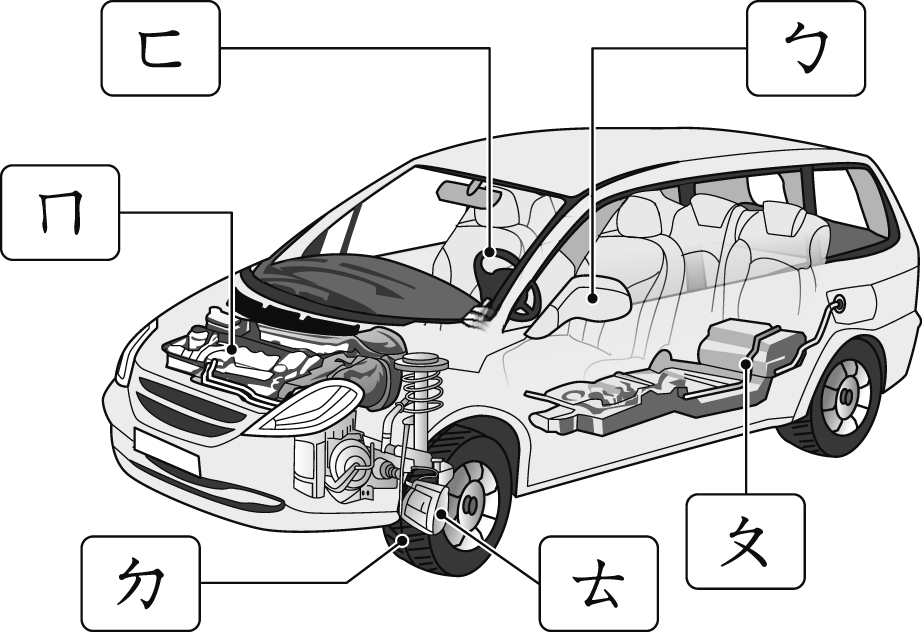 ㄈ
ㄅ
ㄇ
ㄆ
ㄉ
ㄊ